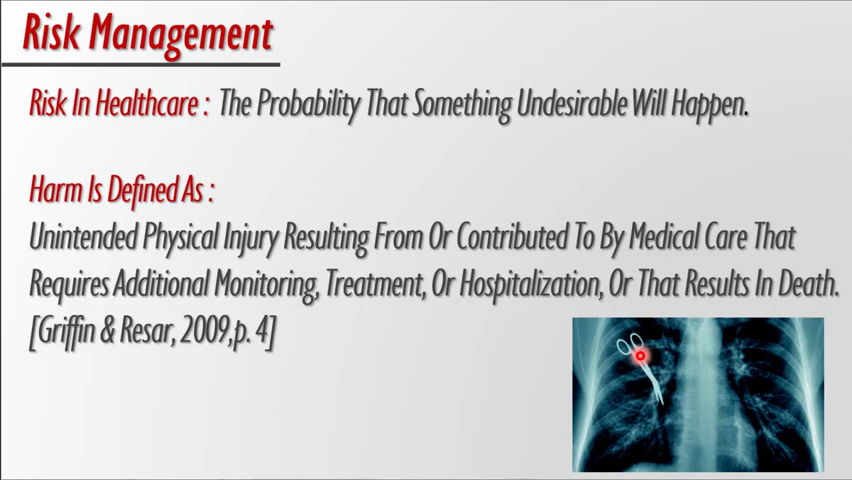 Risk Management
Risk In Healthcare : The Probability That Something Undesirable Will Happen.
Harm Is Defined As :
Unintended Physical Injury Resulting From Or Contributed To By Medical Care That
Requires Additional Monitoring, Treatment, Or Hospitalization, Or That Results In Death.
[Griffin & Resar, 2009,p. 4]